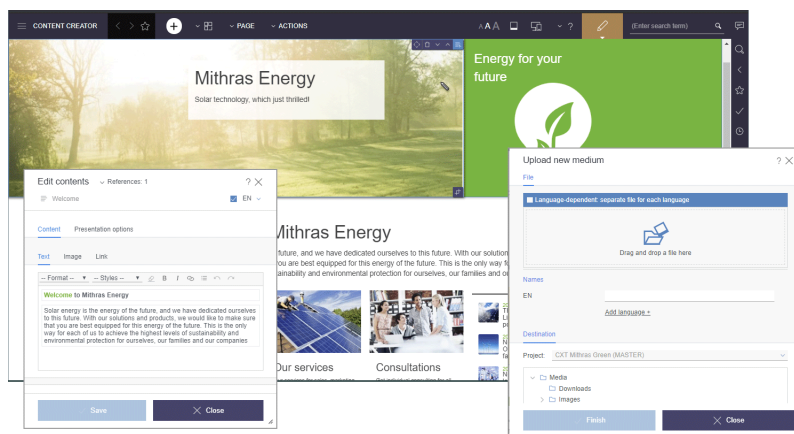 CONTENT CREATOR
PAGE
ACTIONS
A A A
?
(Enter search term)
Mithras Energy
Solar technology, which just thrilled!
Energy for your
future
Edit contents References: 1
?
Welcome
EN
Content Presentation options
Text Image Link
-- Format -- -- Styles -- B I
Welcome to Mithras Energy
Solar energy is the energy of the future, and we have dedicated ourselves
to this future. With our solutions and products, we would like to make sure
that you are best equipped for this energy of the future. This is the only
way for each of us to achieve the highest levels of sustainability and
environmental protection for ourselves, our families and our companies
Save
Close
Mithras Energy
future, and we have dedicated ourselves to this future. With our solution
ou are best equipped for this energy of the future. This is the only way f
ainability and environmental protection for ourselves, our families and o
Our services
Consultations
Upload new medium
?
File
Language-dependent: separate file for each language
Drag and drop a file here
Names
EN
Add language +
Destination
Project: CXT Mithras Green (MASTER)
Media
Downloads
Images
Finish
Close